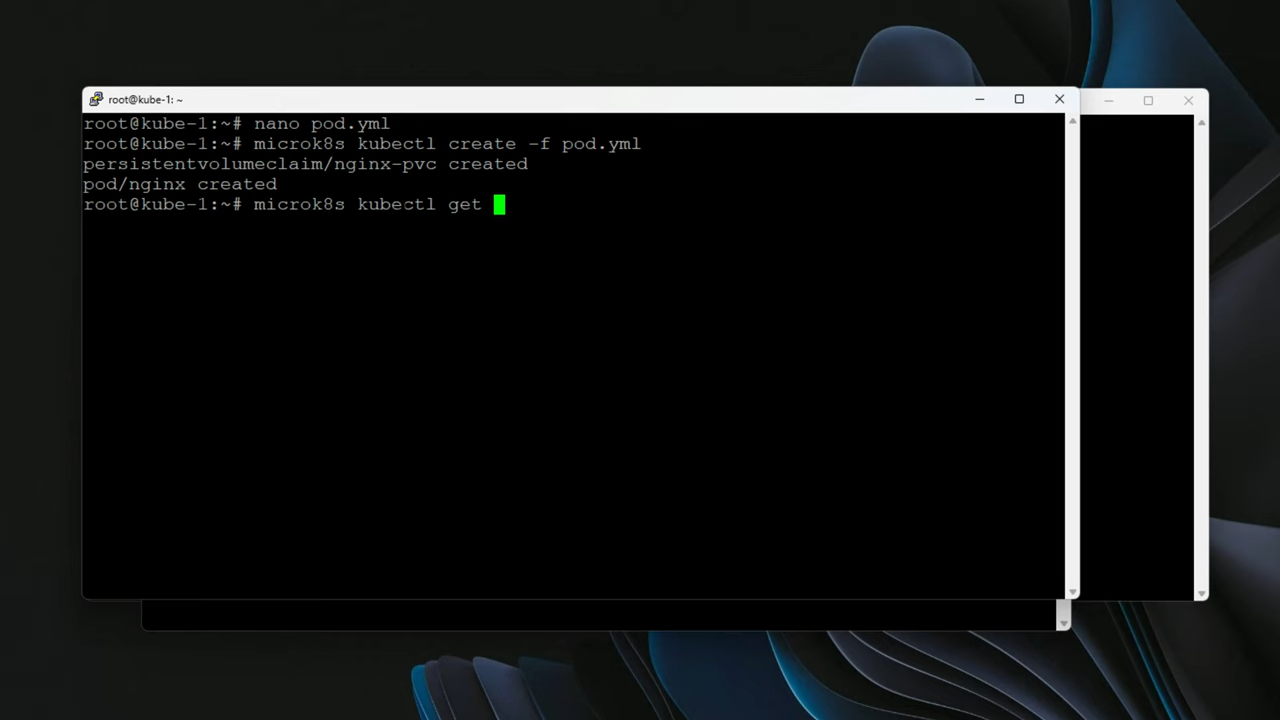 root@kube-1: ~
root@kube-1:~# nano pod.yml
root@kube-1:~# microk8s kubectl create -f pod.yml
persistentvolumeclaim/nginx-pvc created
pod/nginx created
root@kube-1:~# microk8s kubectl get